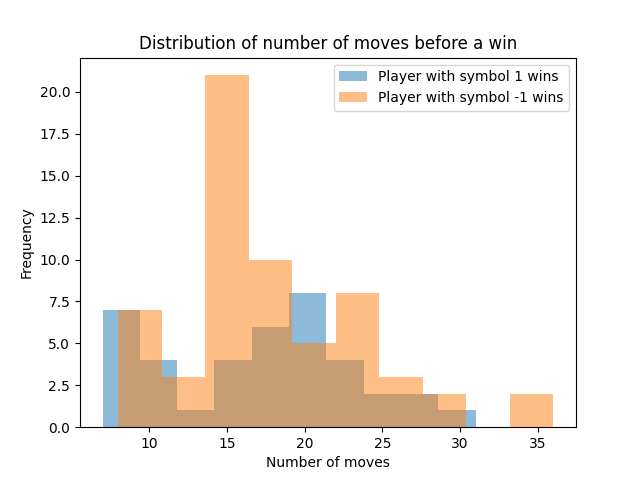 Distribution of number of moves before a win
Player with symbol 1 wins
Player with symbol -1 wins
20.0
17.5
15.0
12.5
10.0
7.5
5.0
2.5
0.0
Frequency
10 15 20 25 30 35
Number of moves